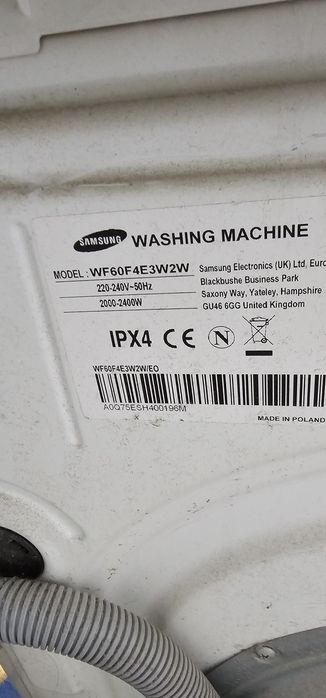 SAMSUNG WASHING MACHINE
MODEL : WF60F4E3W2W
220-240V~50Hz
2000-2400W
Samsung Electronics (UK) Ltd, Euro
Blackbushe Business Park
Saxony Way, Yateley, Hampshire
GU46 6GG United Kingdom
IPX4 CE N
WF60F4E3W2W/EO
A0Q75ESH400196M
MADE IN POLAND